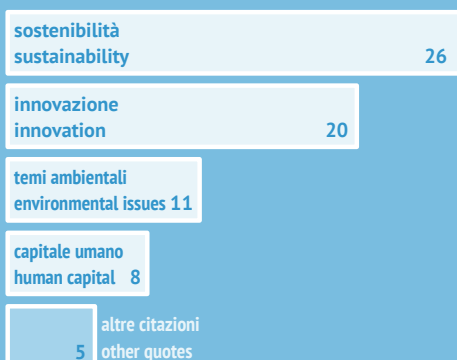 sostenibilità
sustainability 26
innovazione
innovation 20
temi ambientali
environmental issues 11
capitale umano
human capital 8
altre citazioni
5 other quotes